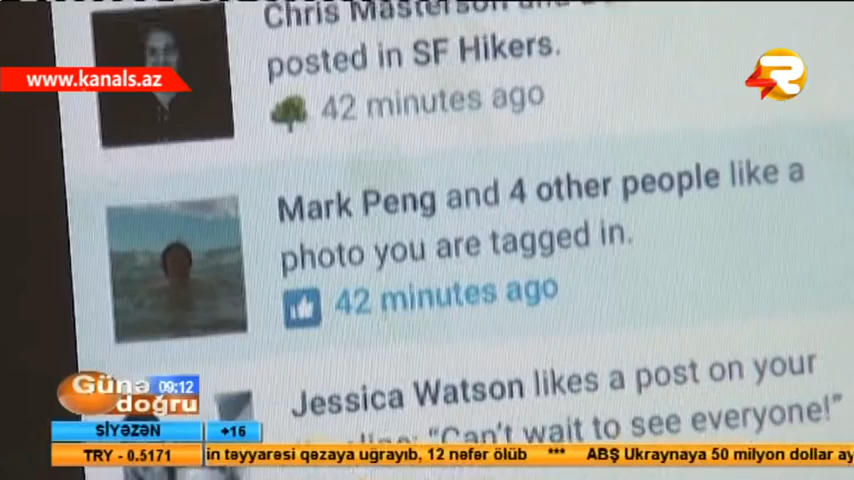 Chris Masterson and
posted in SF Hikers.
42 minutes ago
www.kanals.az
R
Mark Peng and 4 other people like a
photo you are tagged in.
42 minutes ago
Jessica Watson likes a post on your
"Can't wait to see everyone!"
Günə 09:12
doğru
SİYƏZƏN +16
TRY - 0.5171 in təyyarəsi qəzaya uğrayıb, 12 nəfər ölüb *** ABŞ Ukraynaya 50 milyon dollar ay